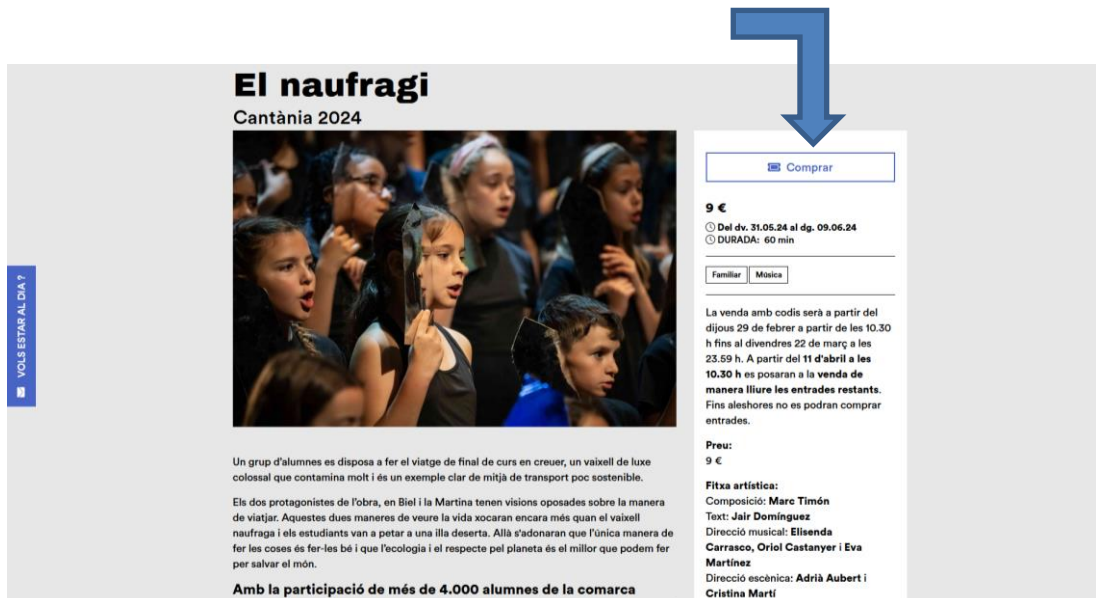 El naufragi
Cantània 2024
Comprar
9 €
Del dv. 31.05.24 al dg. 09.06.24
DURADA: 60 min
Familiar
Música
La venda amb codis serà a partir del
dijous 29 de febrer a partir de les 10.30
h fins al divendres 22 de març a les
23.59 h. A partir del 11 d'abril a les
10.30 h es posaran a la venda de
manera lliure les entrades restants.
Fins aleshores no es podran comprar
entrades.
Preu:
9 €
Fitxa artística:
Composició: Marc Timón
Text: Jair Domínguez
Direcció musical: Elisenda
Carrasco, Oriol Castanyer i Eva
Martínez
Direcció escènica: Adrià Aubert i
Cristina Martí
VOLS ESTAR AL DIA ?
Un grup d'alumnes es disposa a fer el viatge de final de curs en creuer, un vaixell de luxe
colossal que contamina molt i és un exemple clar de mitjà de transport poc sostenible.
Els dos protagonistes de l'obra, en Biel i la Martina tenen visions oposades sobre la manera
de viatjar. Aquestes dues maneres de veure la vida xocaran encara més quan el vaixell
naufraga i els estudiants van a petar a una illa deserta. Allà s'adonaran que l'única manera de
fer les coses és fer-les bé i que l'ecologia i el respecte pel planeta és el millor que podem fer
per salvar el món.
Amb la participació de més de 4.000 alumnes de la comarca